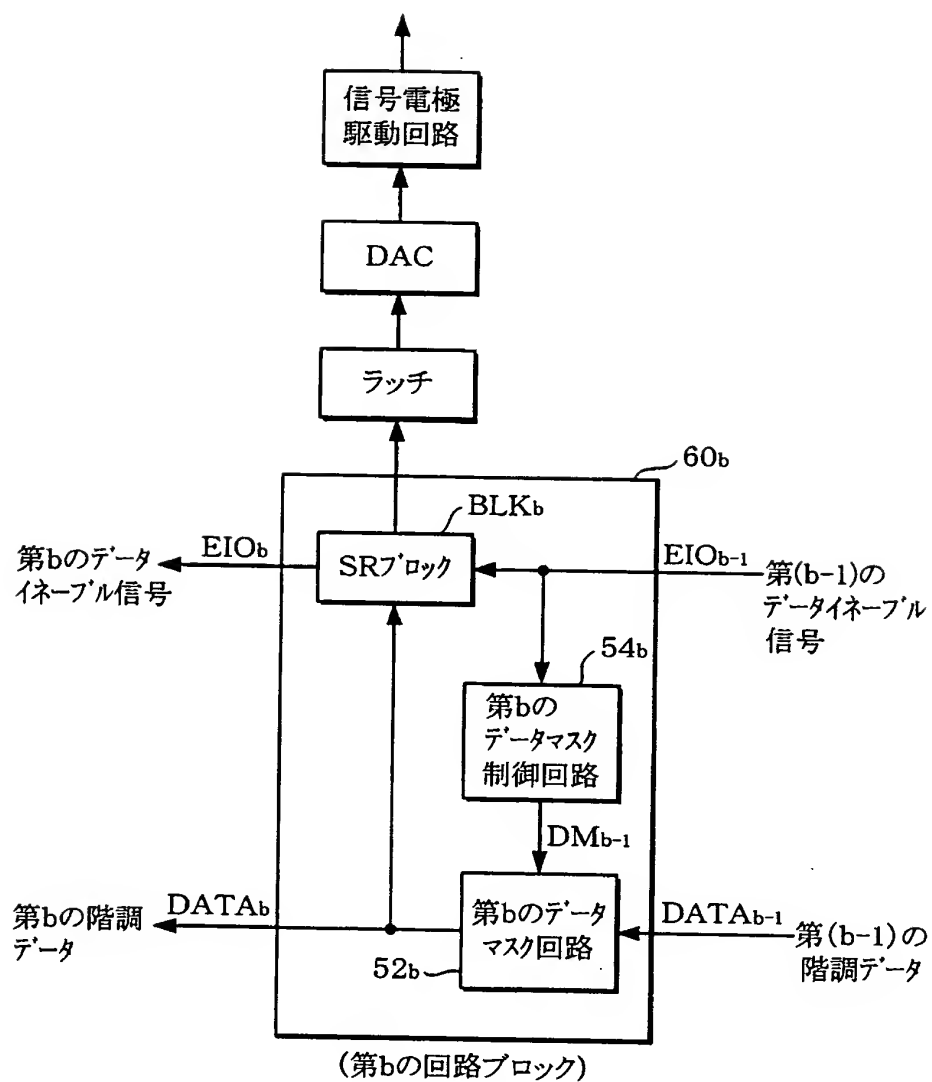 信号電極
駆動回路
DAC
ラッチ
60b
BLKb
EIOb
SRブロック
EIOb-1
第bのデータ
イネーブル信号
第(b-1)の
データイネーブル
信号
54b
第bの
データマスク
制御回路
DMb-1
DATAb
第bのデータ
マスク回路
DATAb-1
第bの階調
データ
第(b-1)の
階調データ
52b
(第bの回路ブロック)